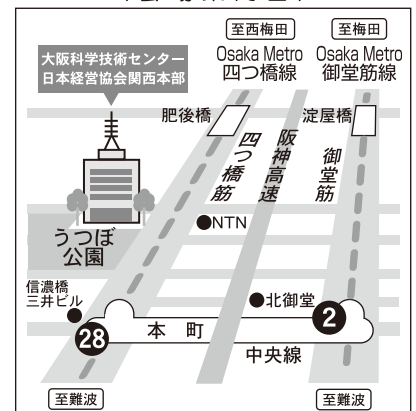 至西梅田
Osaka Metro
四つ橋線
至梅田
Osaka Metro
御堂筋線
大阪科学技術センター
日本経営協会関西本部
肥後橋
淀屋橋
四つ橋筋
阪神高速
御堂筋
NTN
うつぼ
公園
信濃橋
三井ビル
北御堂
28
本町
2
中央線
至難波
至難波